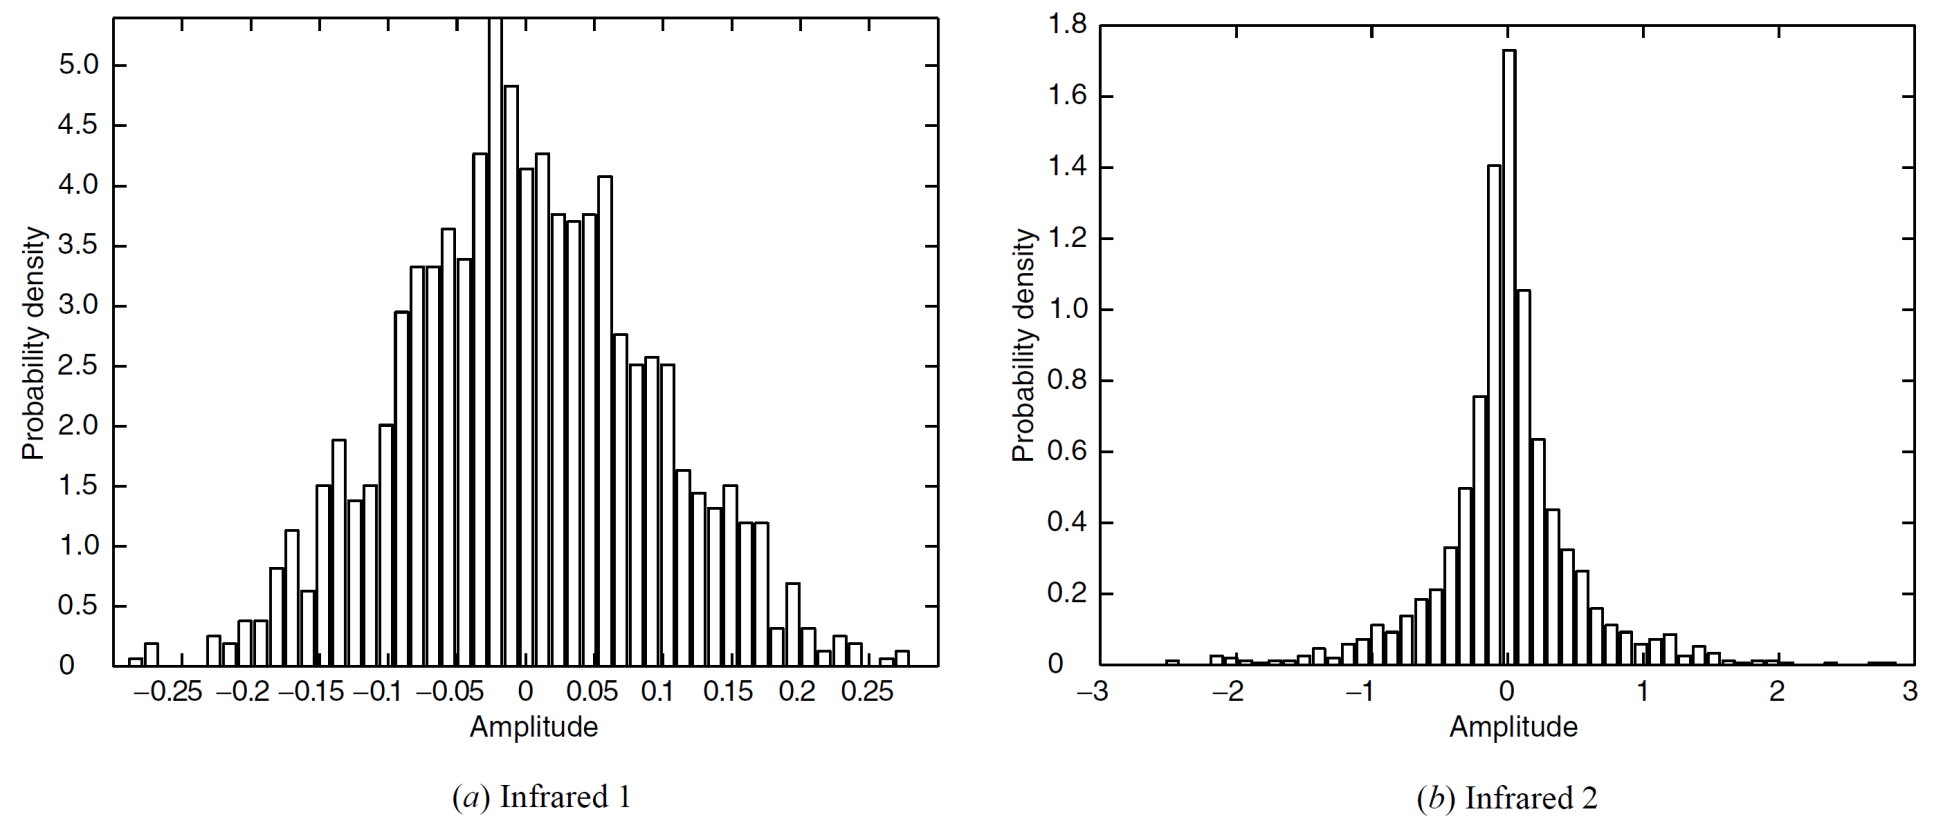 5.0
4.5
4.0
3.5
3.0
2.5
2.0
1.5
1.0
0.5
0
Probability density
−0.25 −0.2 −0.15 −0.1 −0.05 0 0.05 0.1 0.15 0.2 0.25
Amplitude
(a) Infrared 1
1.8
1.6
1.4
1.2
1.0
0.8
0.6
0.4
0.2
0
Probability density
−3 −2 −1 0 1 2 3
Amplitude
(b) Infrared 2